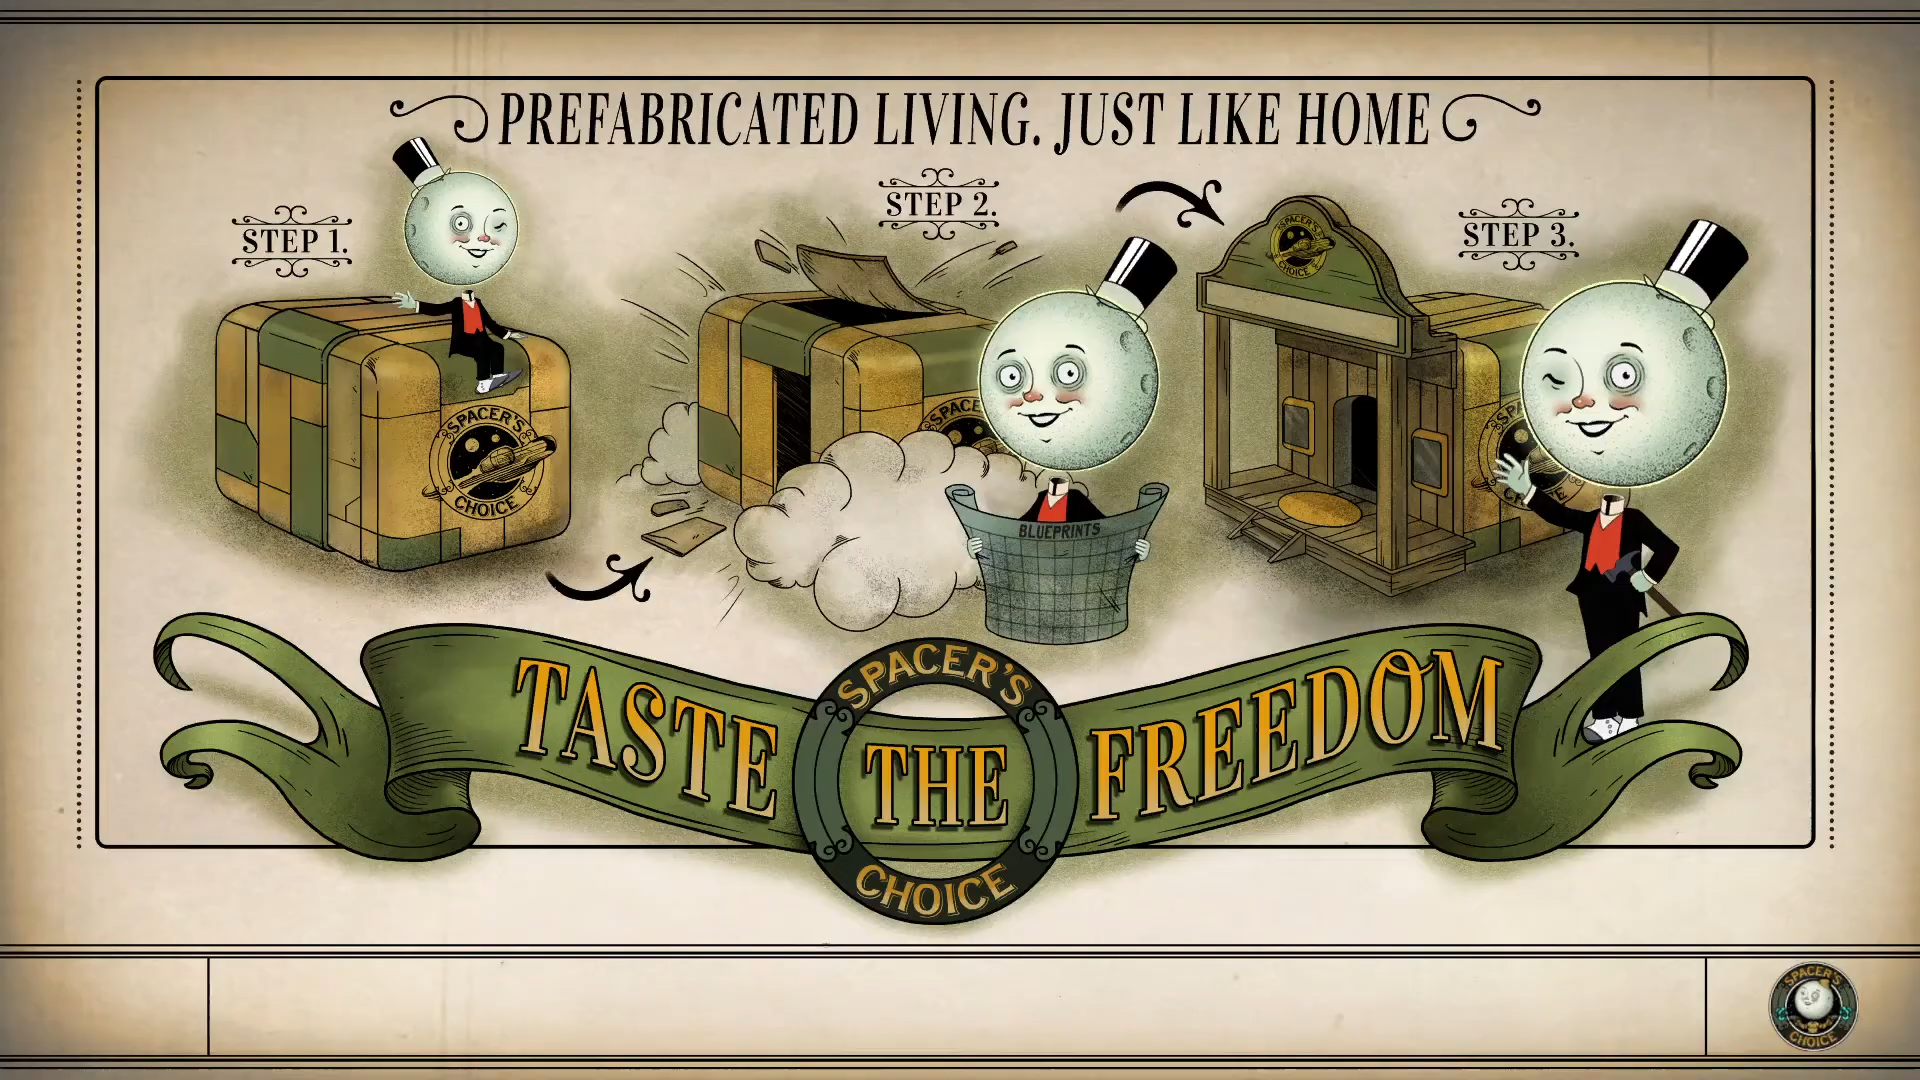 PREFABRICATED LIVING. JUST LIKE HOME
STEP 1.
STEP 2.
STEP 3.
SPACER'S
CHOICE
SPACE
SPACER'S
CHOICE
BLUEPRINTS
TASTE THE FREEDOM
SPACER'S
CHOICE
SPACER'S
CHOICE